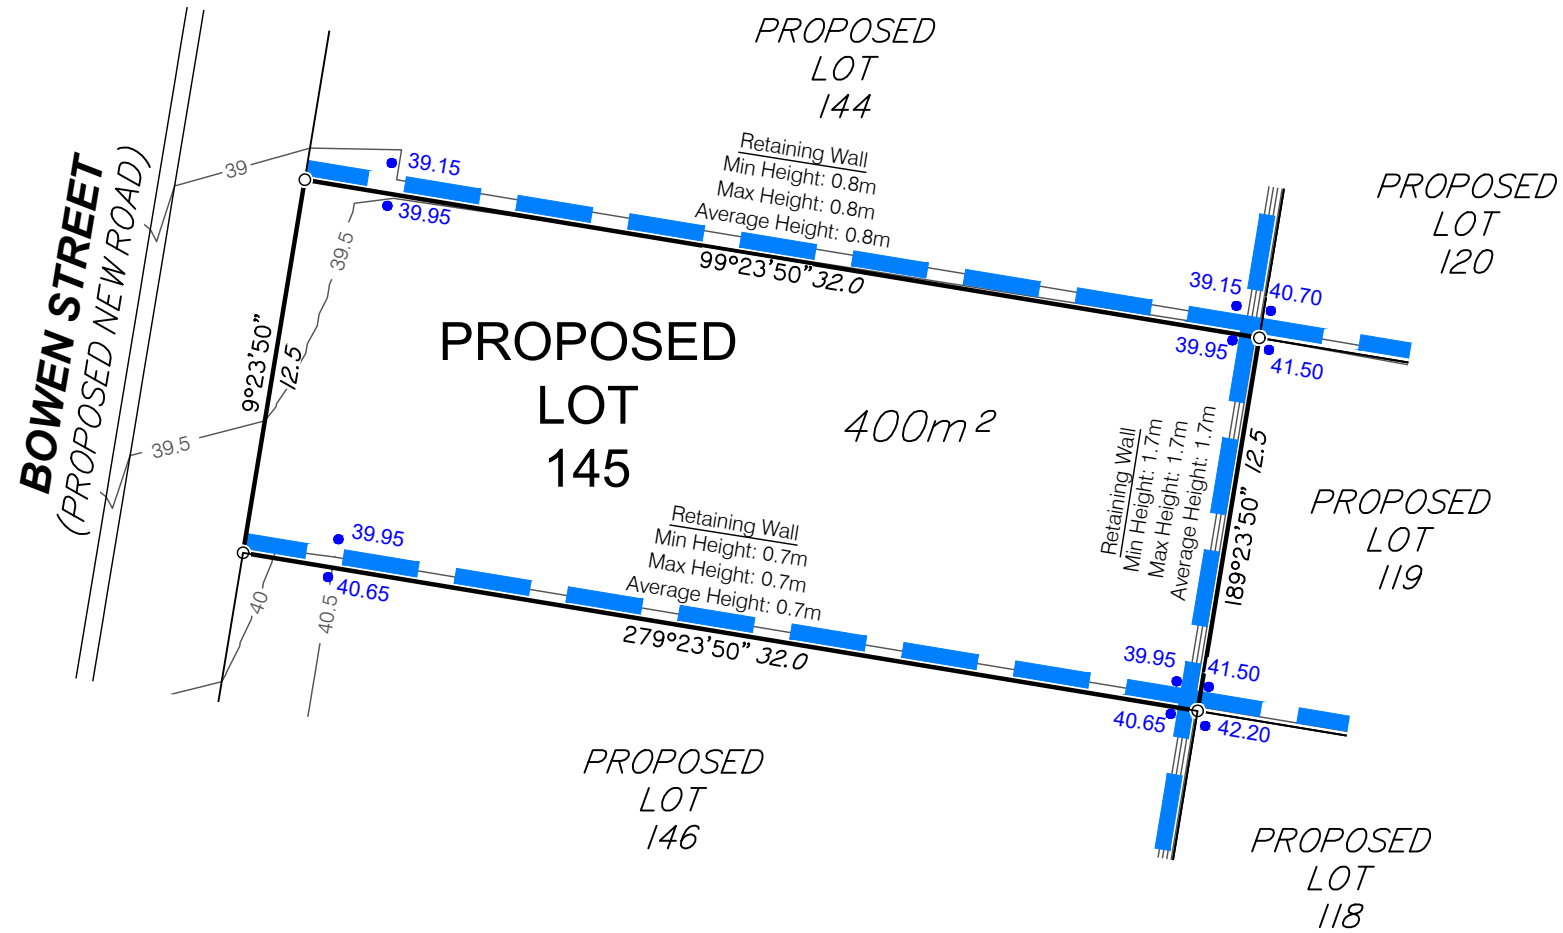 PROPOSED
LOT
144
Retaining Wall
Min Height: 0.8m
Max Height: 0.8m
Average Height: 0.8m
39
39.15
39.95
39.5
99°23'50" 32.0
PROPOSED
LOT
120
39.15
40.70
39.95
41.50
BOWEN STREET
(PROPOSED NEW ROAD)
9°23'50"
12.5
39.5
PROPOSED
LOT
145
400m²
Retaining Wall
Min Height: 1.7m
Max Height: 1.7m
Average Height: 1.7m
189°23'50" 12.5
PROPOSED
LOT
119
39.95
40.65
40
40.5
Retaining Wall
Min Height: 0.7m
Max Height: 0.7m
Average Height: 0.7m
279°23'50" 32.0
39.95
41.50
40.65
42.20
PROPOSED
LOT
146
PROPOSED
LOT
118